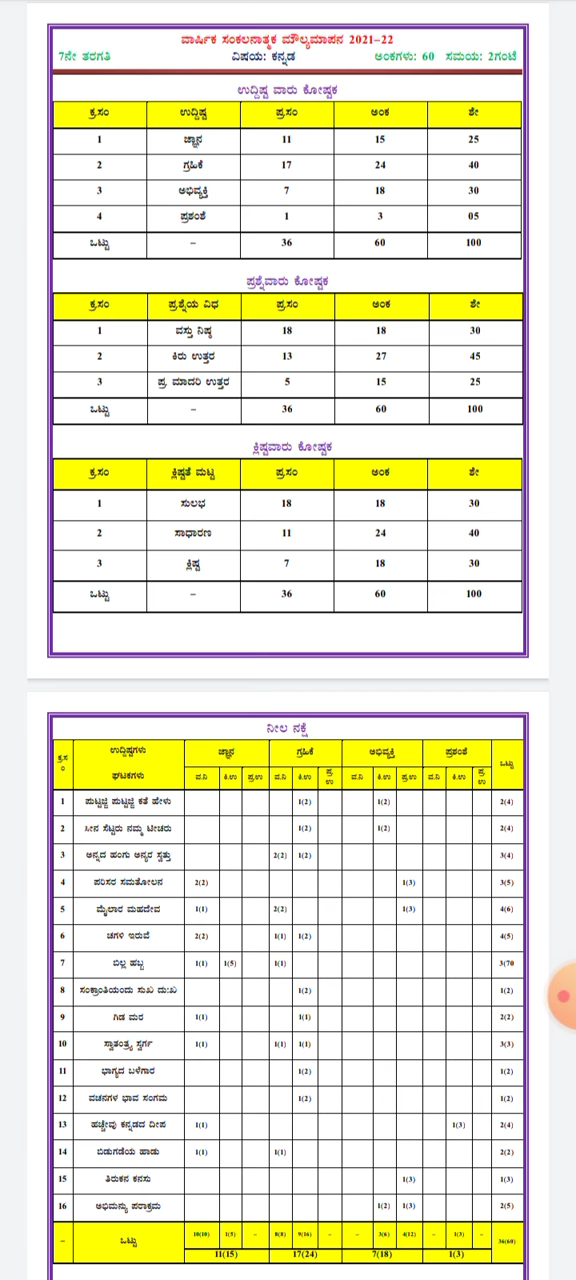 ವಾರ್ಷಿಕ ಸಂಕಲನಾತ್ಮಕ ಮೌಲ್ಯಮಾಪನ 2021-22
7ನೇ ತರಗತಿ ವಿಷಯ: ಕನ್ನಡ ಅಂಕಗಳು: 60 ಸಮಯ: 2ಗಂಟೆ
ಉದ್ದಿಷ್ಟ ವಾರು ಕೋಷ್ಟಕ
ಕ್ರಸಂ ಉದ್ದಿಷ್ಟ ಪ್ರಸಂ ಅಂಕ ಶೇ
1 ಜ್ಞಾನ 11 15 25
2 ಗ್ರಹಿಕೆ 17 24 40
3 ಅಭಿವ್ಯಕ್ತಿ 7 18 30
4 ಪ್ರಶಂಶೆ 1 3 05
ಒಟ್ಟು – 36 60 100
ಪ್ರಶ್ನೆವಾರು ಕೋಷ್ಟಕ
ಕ್ರಸಂ ಪ್ರಶ್ನೆಯ ವಿಧ ಪ್ರಸಂ ಅಂಕ ಶೇ
1 ವಸ್ತು ನಿಷ್ಠ 18 18 30
2 ಕಿರು ಉತ್ತರ 13 27 45
3 ಪ್ರ ಮಾದರಿ ಉತ್ತರ 5 15 25
ಒಟ್ಟು – 36 60 100
ಕ್ಲಿಷ್ಟವಾರು ಕೋಷ್ಟಕ
ಕ್ರಸಂ ಕ್ಲಿಷ್ಟತೆ ಮಟ್ಟ ಪ್ರಸಂ ಅಂಕ ಶೇ
1 ಸುಲಭ 18 18 30
2 ಸಾಧಾರಣ 11 24 40
3 ಕ್ಲಿಷ್ಟ 7 18 30
ಒಟ್ಟು – 36 60 100
ನೀಲ ನಕ್ಷೆ
ಕ್ರಸಂ ಉದ್ದಿಷ್ಟಗಳು ಜ್ಞಾನ ಗ್ರಹಿಕೆ ಅಭಿವ್ಯಕ್ತಿ ಪ್ರಶಂಶೆ ಒಟ್ಟು
ಘಟಕಗಳು ವ.ನಿ ಕಿ.ಉ ಪ್ರ.ಉ ವ.ನಿ ಕಿ.ಉ ಪ್ರ.ಉ ವ.ನಿ ಕಿ.ಉ ಪ್ರ.ಉ ವ.ನಿ ಕಿ.ಉ ಪ್ರ.ಉ
1 ಪುಟ್ಟಜ್ಜಿ ಪುಟ್ಟಜ್ಜಿ ಕತೆ ಹೇಳು 1(2) 1(2) 2(4)
2 ಸೀನ ಸೆಟ್ಟರು ನಮ್ಮ ಟೀಚರು 1(2) 1(2) 2(4)
3 ಅನ್ನದ ಹಂಗು ಅನ್ಯರ ಸ್ವತ್ತು 2(2) 1(2) 3(4)
4 ಪರಿಸರ ಸಮತೋಲನ 2(2) 1(3) 3(5)
5 ಮೈಲಾರ ಮಹದೇವ 1(1) 2(2) 1(3) 4(6)
6 ಚಗಳಿ ಇರುವೆ 2(2) 1(1) 1(2) 4(5)
7 ಬಿಲ್ಲ ಹಬ್ಬ 1(1) 1(5) 1(1) 3(70
8 ಸಂಕ್ರಾಂತಿಯಂದು ಸುಖ ದು:ಖ 1(2) 1(2)
9 ಗಿಡ ಮರ 1(1) 1(1) 2(2)
10 ಸ್ವಾತಂತ್ರ್ಯ ಸ್ವರ್ಗ 1(1) 1(1) 1(1) 3(3)
11 ಭಾಗ್ಯದ ಬಳೆಗಾರ 1(2) 1(2)
12 ವಚನಗಳ ಭಾವ ಸಂಗಮ 1(2) 1(2)
13 ಹಚ್ಚೇವು ಕನ್ನಡದ ದೀಪ 1(1) 1(3) 2(4)
14 ಬಿಡುಗಡೆಯ ಹಾಡು 1(1) 1(1) 2(2)
15 ತಿರುಕನ ಕನಸು 1(3) 1(3)
16 ಅಭಿಮನ್ಯು ಪರಾಕ್ರಮ 1(2) 1(3) 2(5)
– ಒಟ್ಟು 10(10) 1(5) – 8(8) 9(16) – – 3(6) 4(12) – 1(3) – 36(60)
11(15) 17(24) 7(18) 1(3)